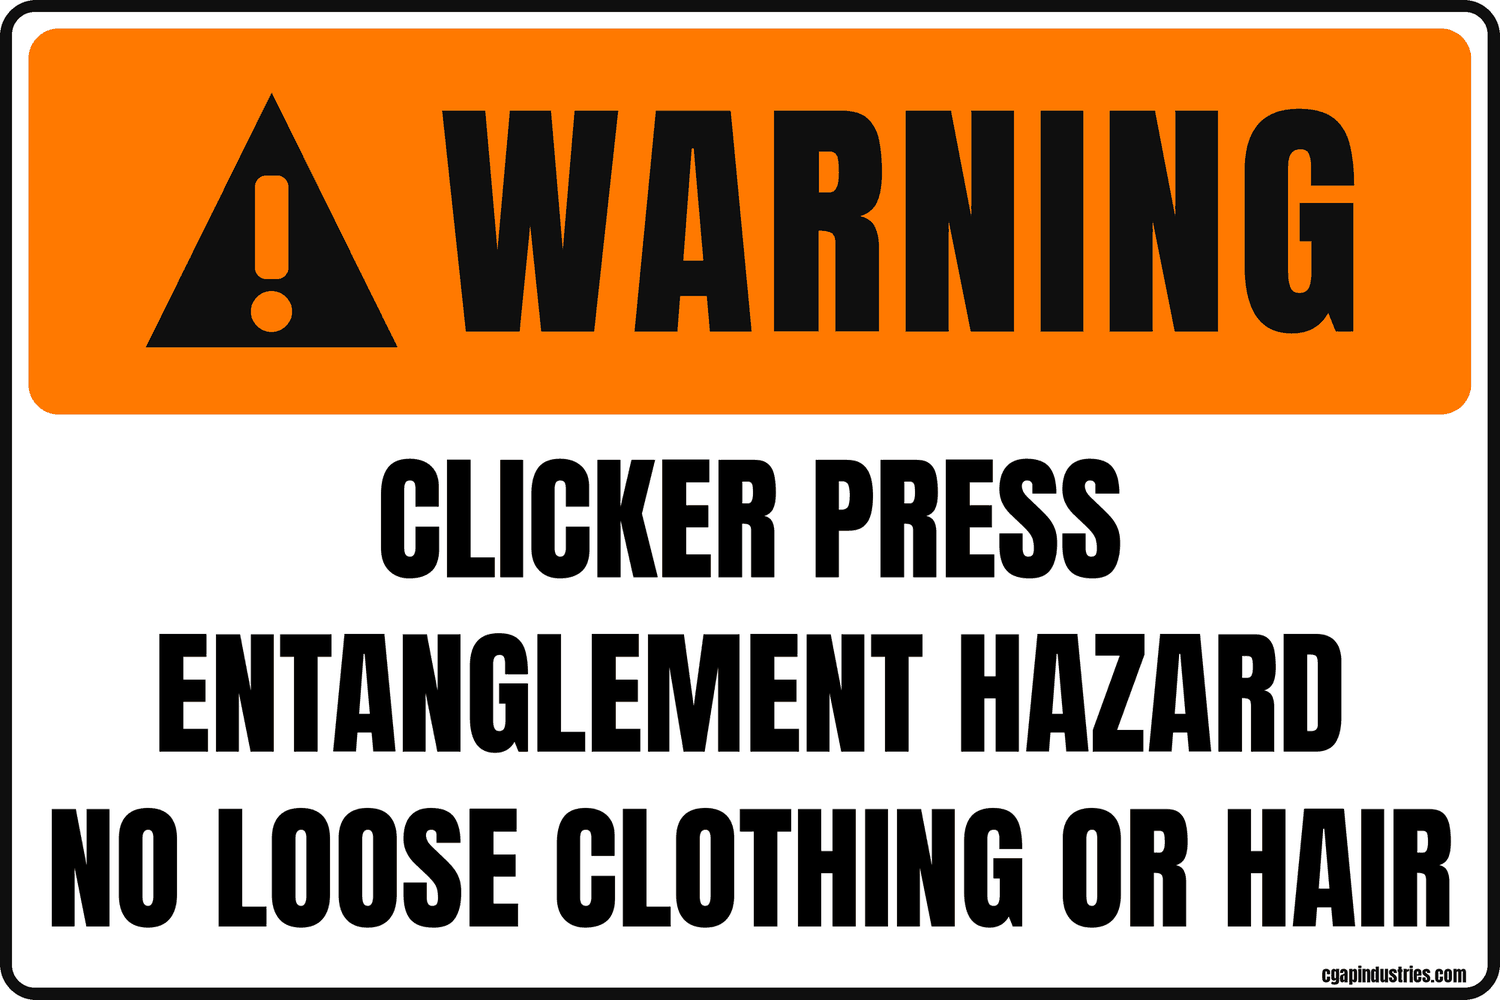 WARNING
CLICKER PRESS
ENTANGLEMENT HAZARD
NO LOOSE CLOTHING OR HAIR
cgapindustries.com